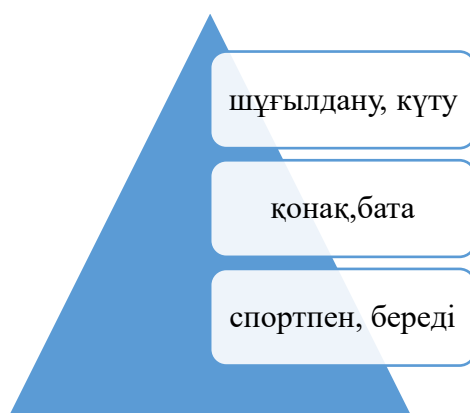 шұғылдану, күту
қонақ,бата
спортпен, береді